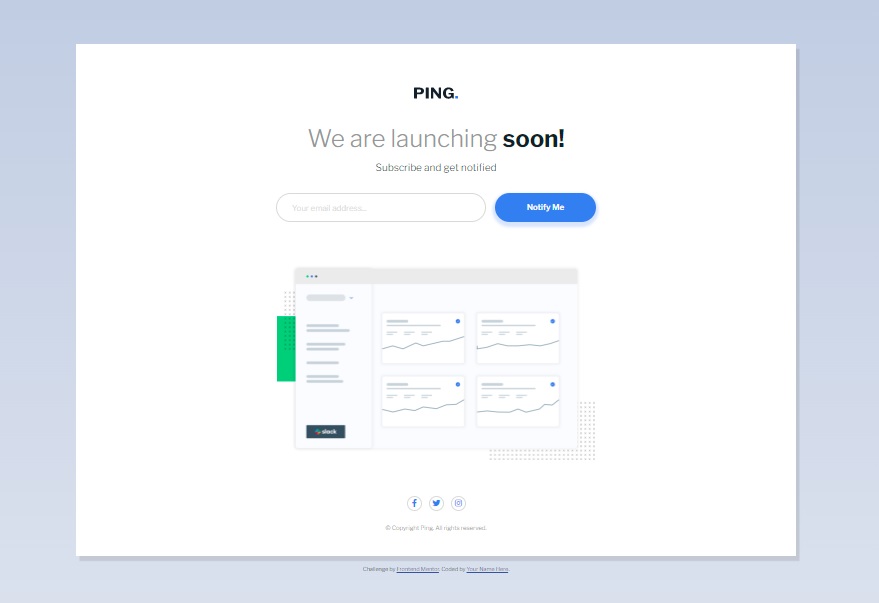 PING.
We are launching soon!
Subscribe and get notified
Your email address...
Notify Me
slack
© Copyright Ping. All rights reserved.
Challenge by Frontend Mentor. Coded by Your Name Here.